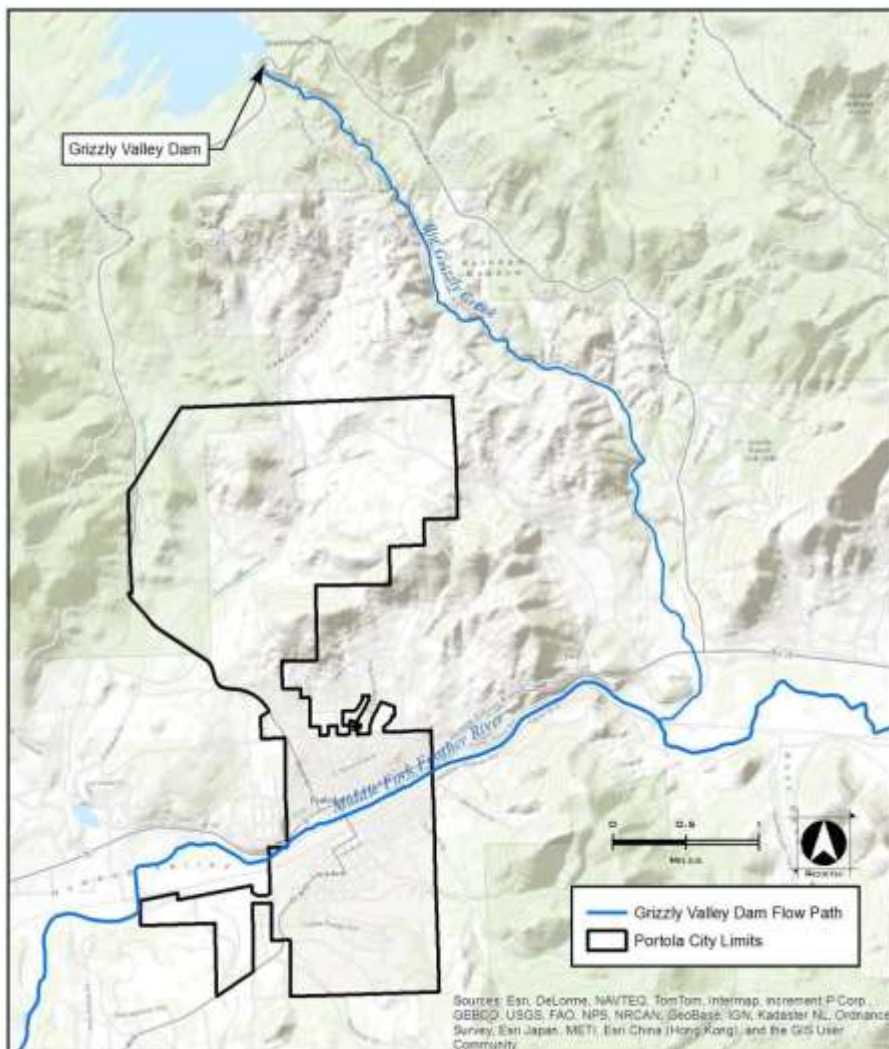 Grizzly Valley Dam
Big Grizzly Creek
Middle Fork Feather River
0 0.5 1
MILES
NORTH
Grizzly Valley Dam Flow Path
Portola City Limits
Sources: Esri, DeLorme, NAVTEQ, TomTom, Intermap, increment P Corp.,
GEBCO, USGS, FAO, NPS, NRCAN, GeoBase, IGN, Kadaster NL, Ordnance
Survey, Esri Japan, METI, Esri China (Hong Kong), and the GIS User
Community